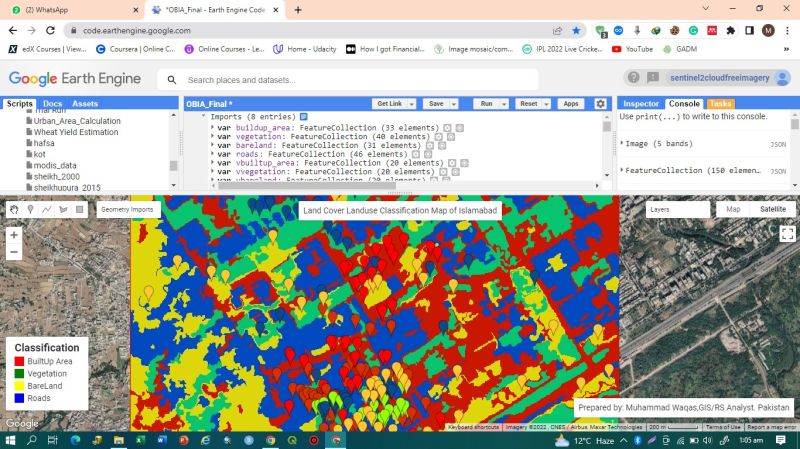 (2) WhatsApp
*OBIA_Final - Earth Engine Code
code.earthengine.google.com
edX Courses | View...
Coursera | Online C...
Online Courses - Le...
Home - Udacity
How I got Financial...
Image mosaic/com...
IPL 2022 Live Cricke...
YouTube
GADM
Google Earth Engine
Search places and datasets...
sentinel2cloudfreeimagery
Scripts Docs Assets
Urban_Area_Calculation
Wheat Yield Estimation
hafsa
kot
modis_data
sheikh_2000
sheikhupura_2015
OBIA_Final *
Get Link Save Run Reset Apps
Imports (8 entries)
var buildup_area: FeatureCollection (33 elements)
var vegetation: FeatureCollection (40 elements)
var bareland: FeatureCollection (31 elements)
var roads: FeatureCollection (46 elements)
var vbuiltup_area: FeatureCollection (20 elements)
var vvegetation: FeatureCollection (20 elements)
var vbareland: FeatureCollection (20 elements)
Inspector Console Tasks
Use print(...) to write to this console.
Image (5 bands) JSON
FeatureCollection (150 elemen… JSON
Geometry Imports
Land Cover Landuse Classification Map of Islamabad
Layers
Map Satellite
Classification
BuiltUp Area
Vegetation
BareLand
Roads
Prepared by: Muhammad Waqas,GIS/RS Analyst. Pakistan
Google
Keyboard shortcuts Imagery ©2022 , CNES / Airbus, Maxar Technologies 200 m Terms of Use Report a map error
12°C Haze
1:05 am